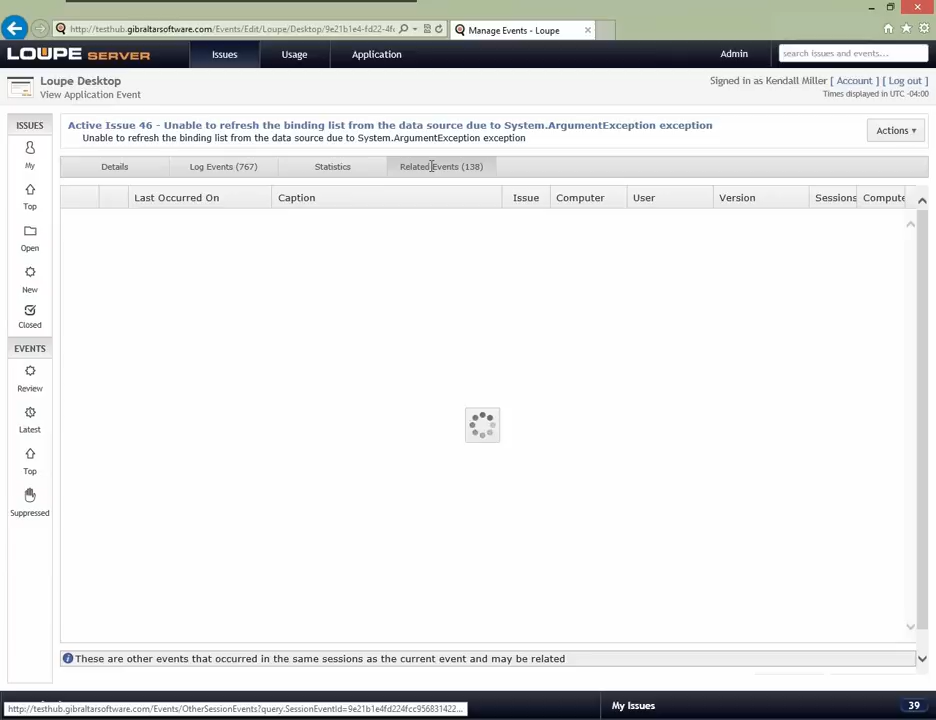 http://testhub.gibraltarsoftware.com/Events/Edit/Loupe/Desktop/9e21b1e4-fd22-4f
Manage Events - Loupe
LOUPE SERVER
Issues
Usage
Application
Admin
search issues and events...
Loupe Desktop
View Application Event
Signed in as Kendall Miller [ Account ] [ Log out ]
Times displayed in UTC -04:00
ISSUES
My
Top
Open
New
Closed
EVENTS
Review
Latest
Top
Suppressed
Active Issue 46 - Unable to refresh the binding list from the data source due to System.ArgumentException exception
Unable to refresh the binding list from the data source due to System.ArgumentException exception
Actions
Details
Log Events (767)
Statistics
Related Events (138)
Last Occurred On
Caption
Issue
Computer
User
Version
Sessions
Compute
These are other events that occurred in the same sessions as the current event and may be related
http://testhub.gibraltarsoftware.com/Events/OtherSessionEvents?query.SessionEventId=9e21b1e4fd224fcc956831422...
My Issues
39